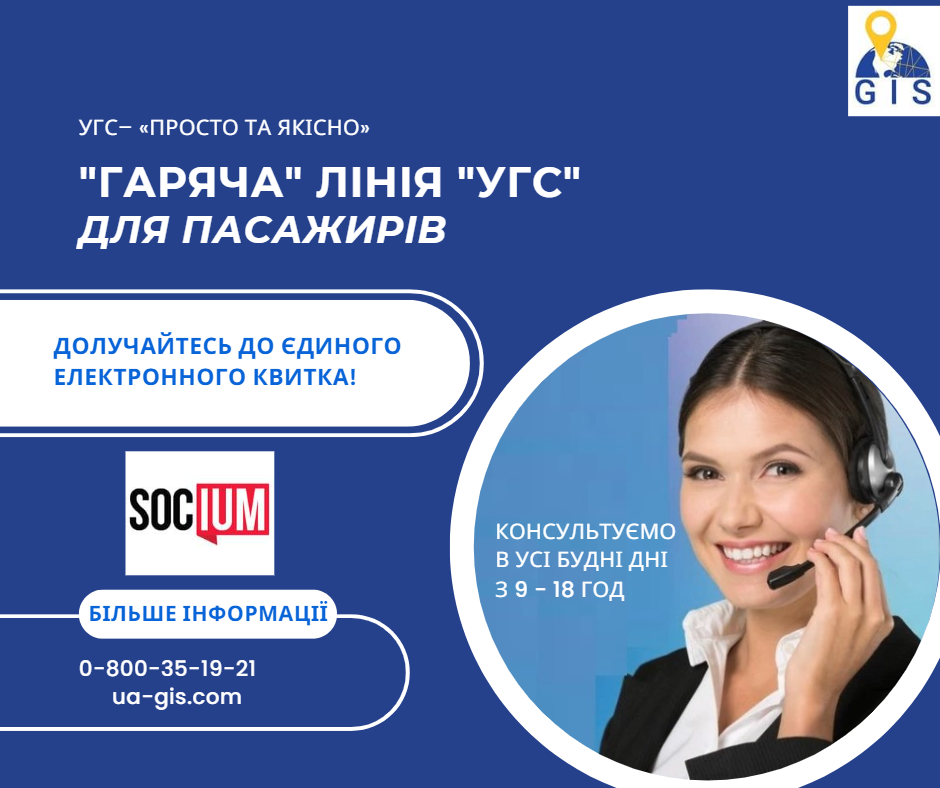 GIS
УГС– «ПРОСТО ТА ЯКІСНО»
"ГАРЯЧА" ЛІНІЯ "УГС"
ДЛЯ ПАСАЖИРІВ
ДОЛУЧАЙТЕСЬ ДО ЄДИНОГО
ЕЛЕКТРОННОГО КВИТКА!
SOCIUM
КОНСУЛЬТУЄМО
В УСІ БУДНІ ДНІ
З 9 – 18 ГОД
БІЛЬШЕ ІНФОРМАЦІЇ
0-800-35-19-21
ua-gis.com